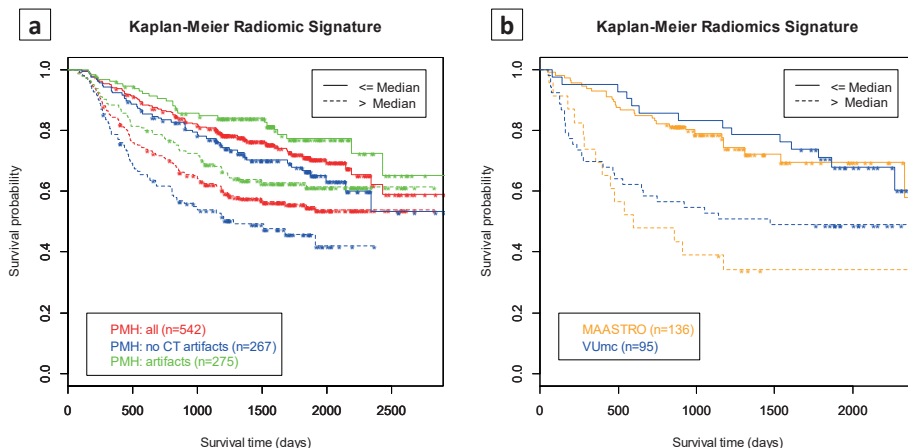 a
Kaplan-Meier Radiomic Signature
Survival probability
1.0
0.8
0.6
0.4
0.2
0.0
<= Median
> Median
PMH: all (n=542)
PMH: no CT artifacts (n=267)
PMH: artifacts (n=275)
0 500 1000 1500 2000 2500
Survival time (days)
b
Kaplan-Meier Radiomics Signature
Survival probability
1.0
0.8
0.6
0.4
0.2
0.0
<= Median
> Median
MAASTRO (n=136)
VUmc (n=95)
0 500 1000 1500 2000
Survival time (days)